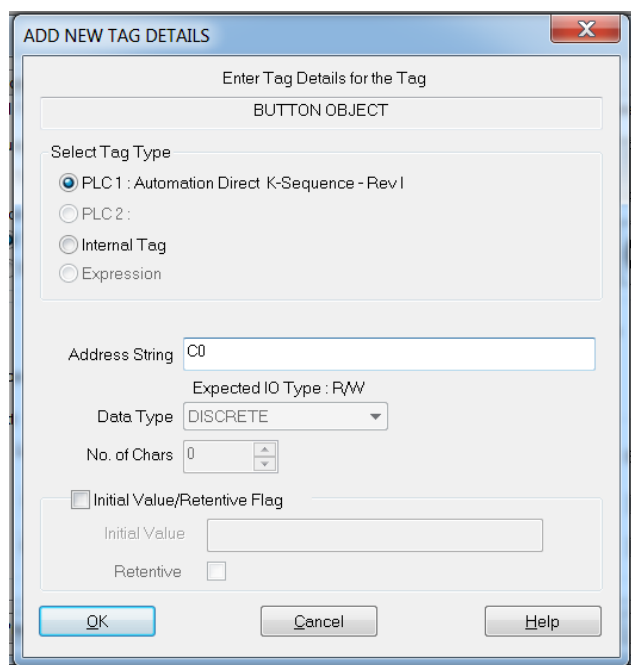 ADD NEW TAG DETAILS
Enter Tag Details for the Tag
BUTTON OBJECT
Select Tag Type
PLC 1 : Automation Direct K-Sequence - Rev I
PLC 2 :
Internal Tag
Expression
Address String C0
Expected IO Type : R/W
Data Type DISCRETE
No. of Chars 0
Initial Value/Retentive Flag
Initial Value
Retentive
OK Cancel Help